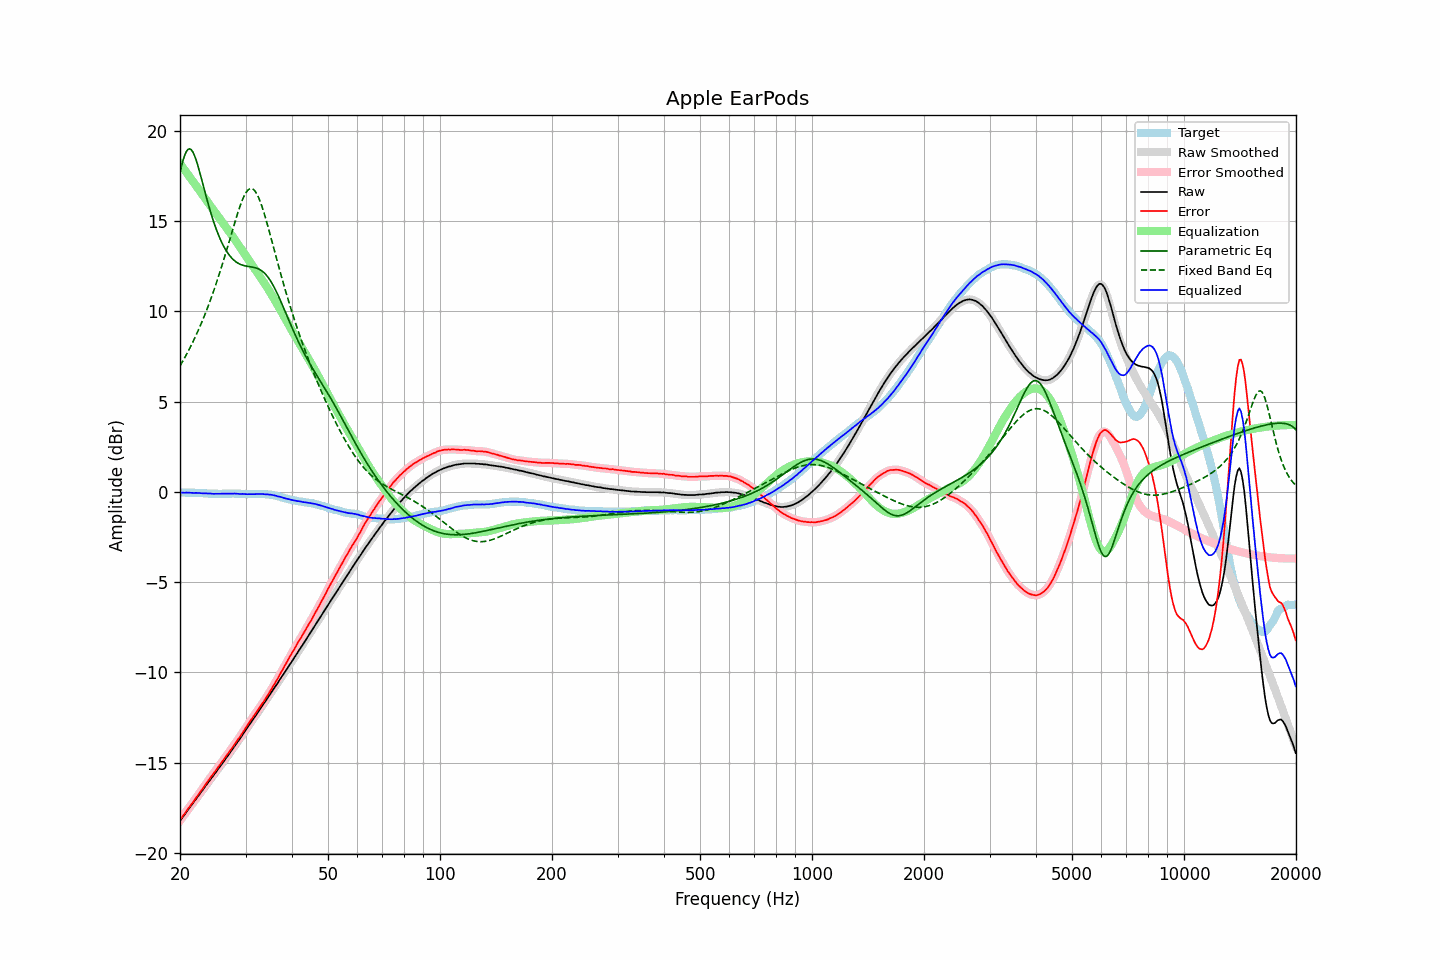 Apple EarPods
Target
Raw Smoothed
Error Smoothed
Raw
Error
Equalization
Parametric Eq
Fixed Band Eq
Equalized
Amplitude (dBr)
20
15
10
5
0
−5
−10
−15
−20
20 50 100 200 500 1000 2000 5000 10000 20000
Frequency (Hz)